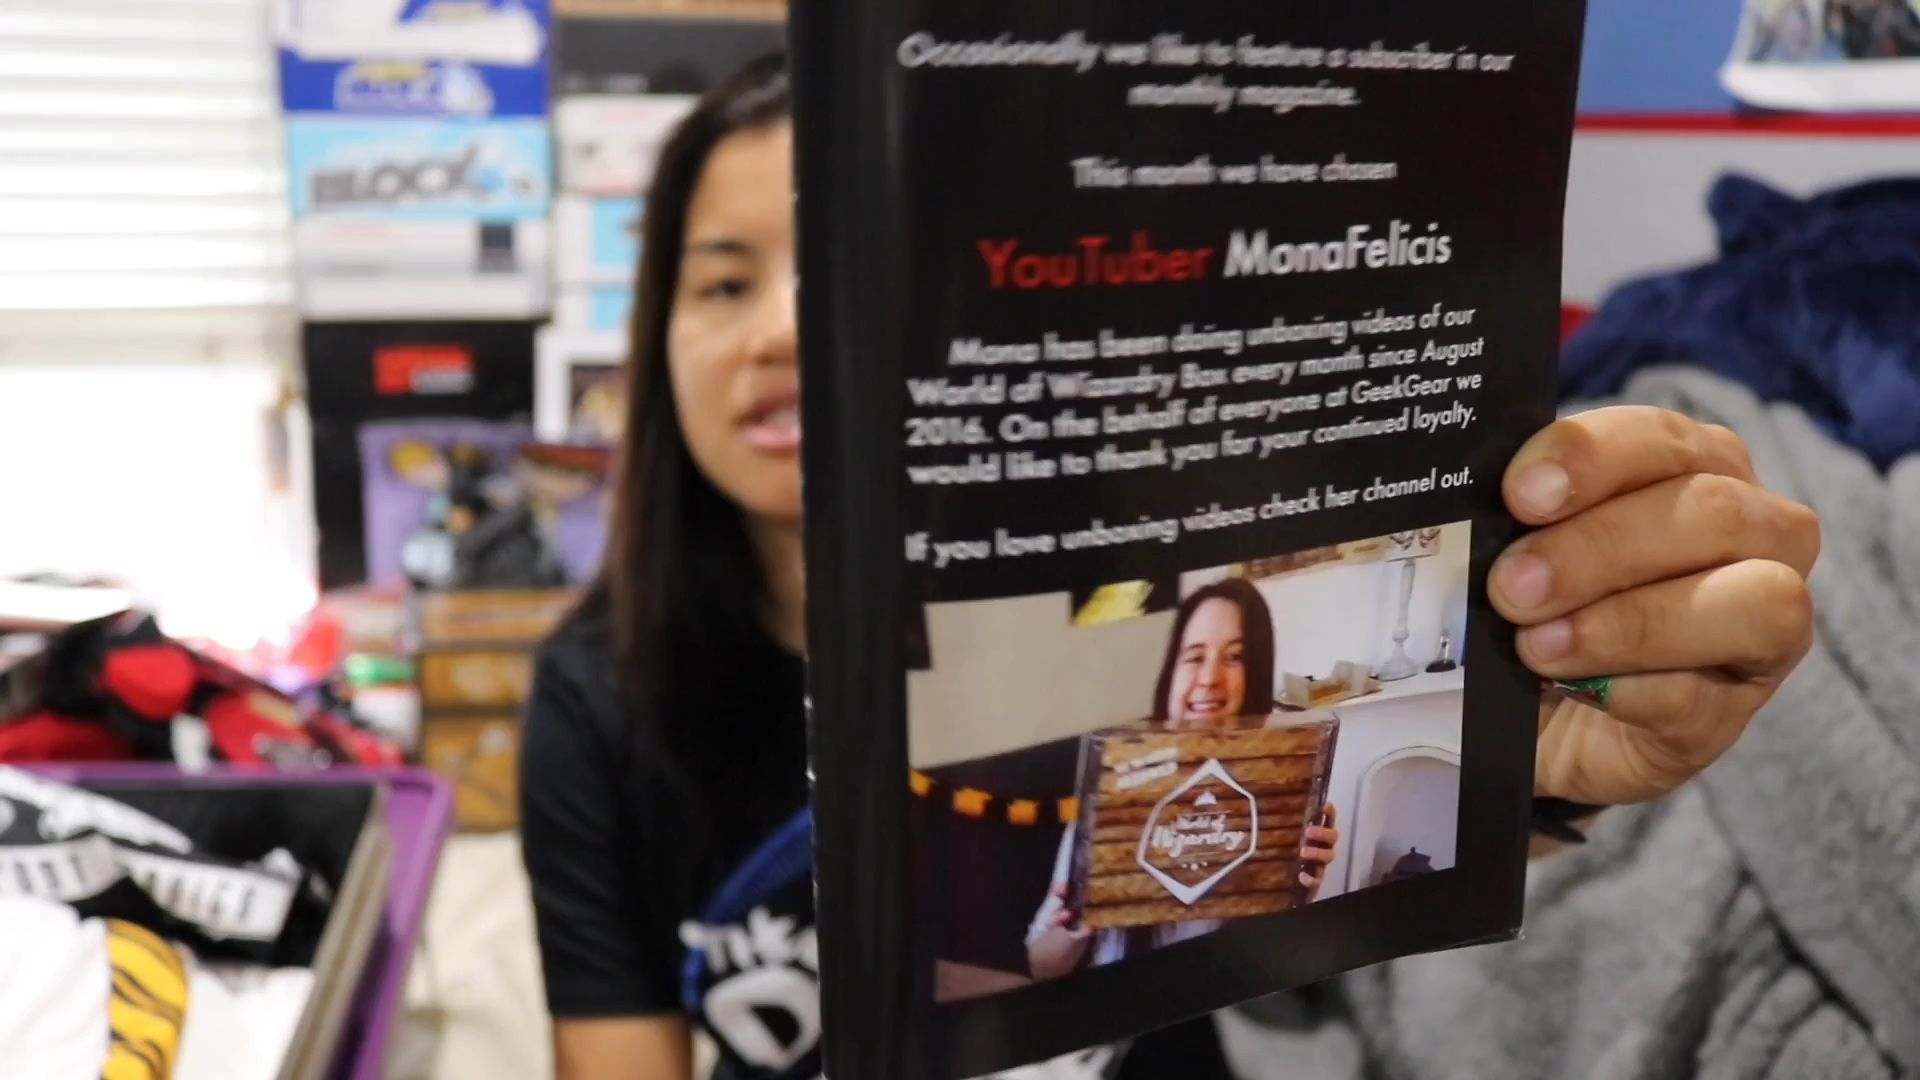 Occasionally we like to feature a subscriber in our
monthly magazine.
This month we have chosen
YouTuber MonaFelicis
Mona has been doing unboxing videos of our
World of Wizardry Box every month since August
2016. On the behalf of everyone at GeekGear we
would like to thank you for your continued loyalty.
If you love unboxing videos check her channel out.
World of
Wizardry
BLOCK
THE
D